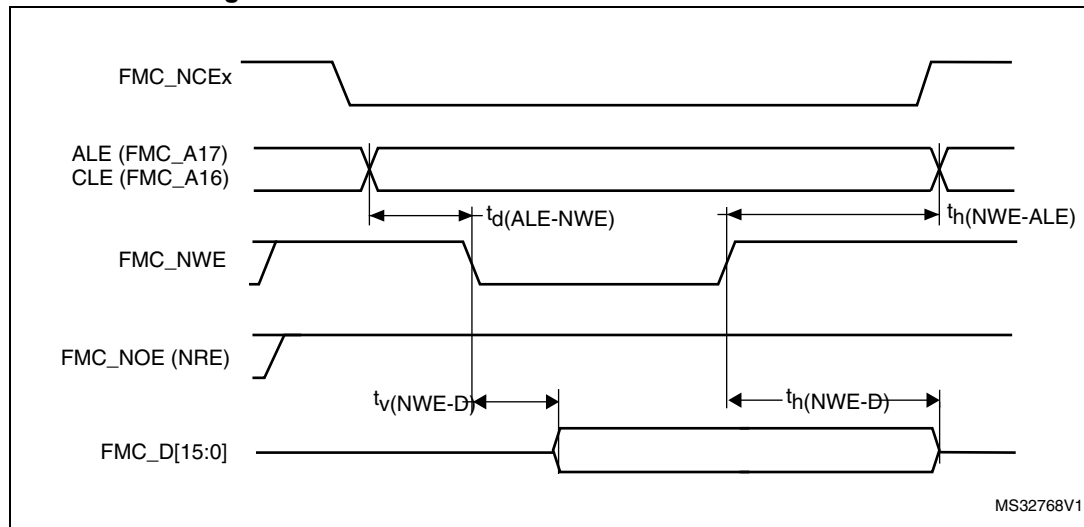 FMC_NCEx
ALE (FMC_A17)
CLE (FMC_A16)
td(ALE-NWE)
th(NWE-ALE)
FMC_NWE
FMC_NOE (NRE)
tv(NWE-D)
th(NWE-D)
FMC_D[15:0]
MS32768V1